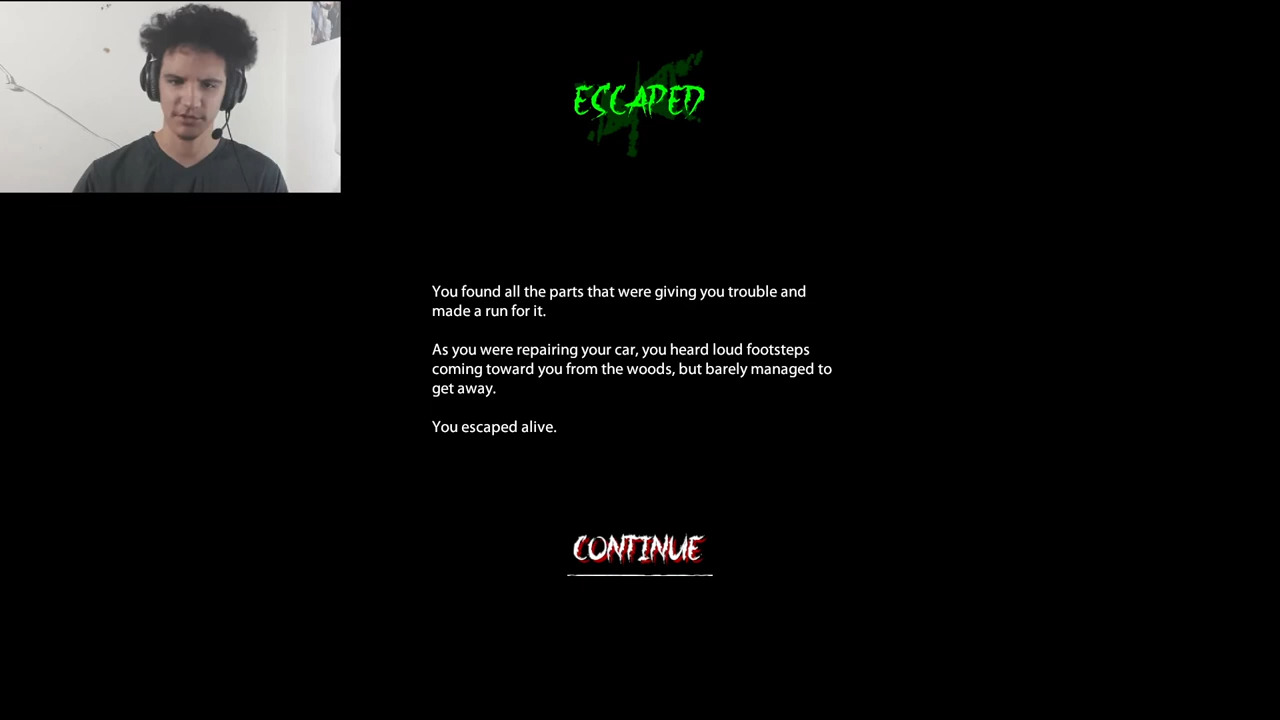 ESCAPED
You found all the parts that were giving you trouble and
made a run for it.
As you were repairing your car, you heard loud footsteps
coming toward you from the woods, but barely managed to
get away.
You escaped alive.
CONTINUE